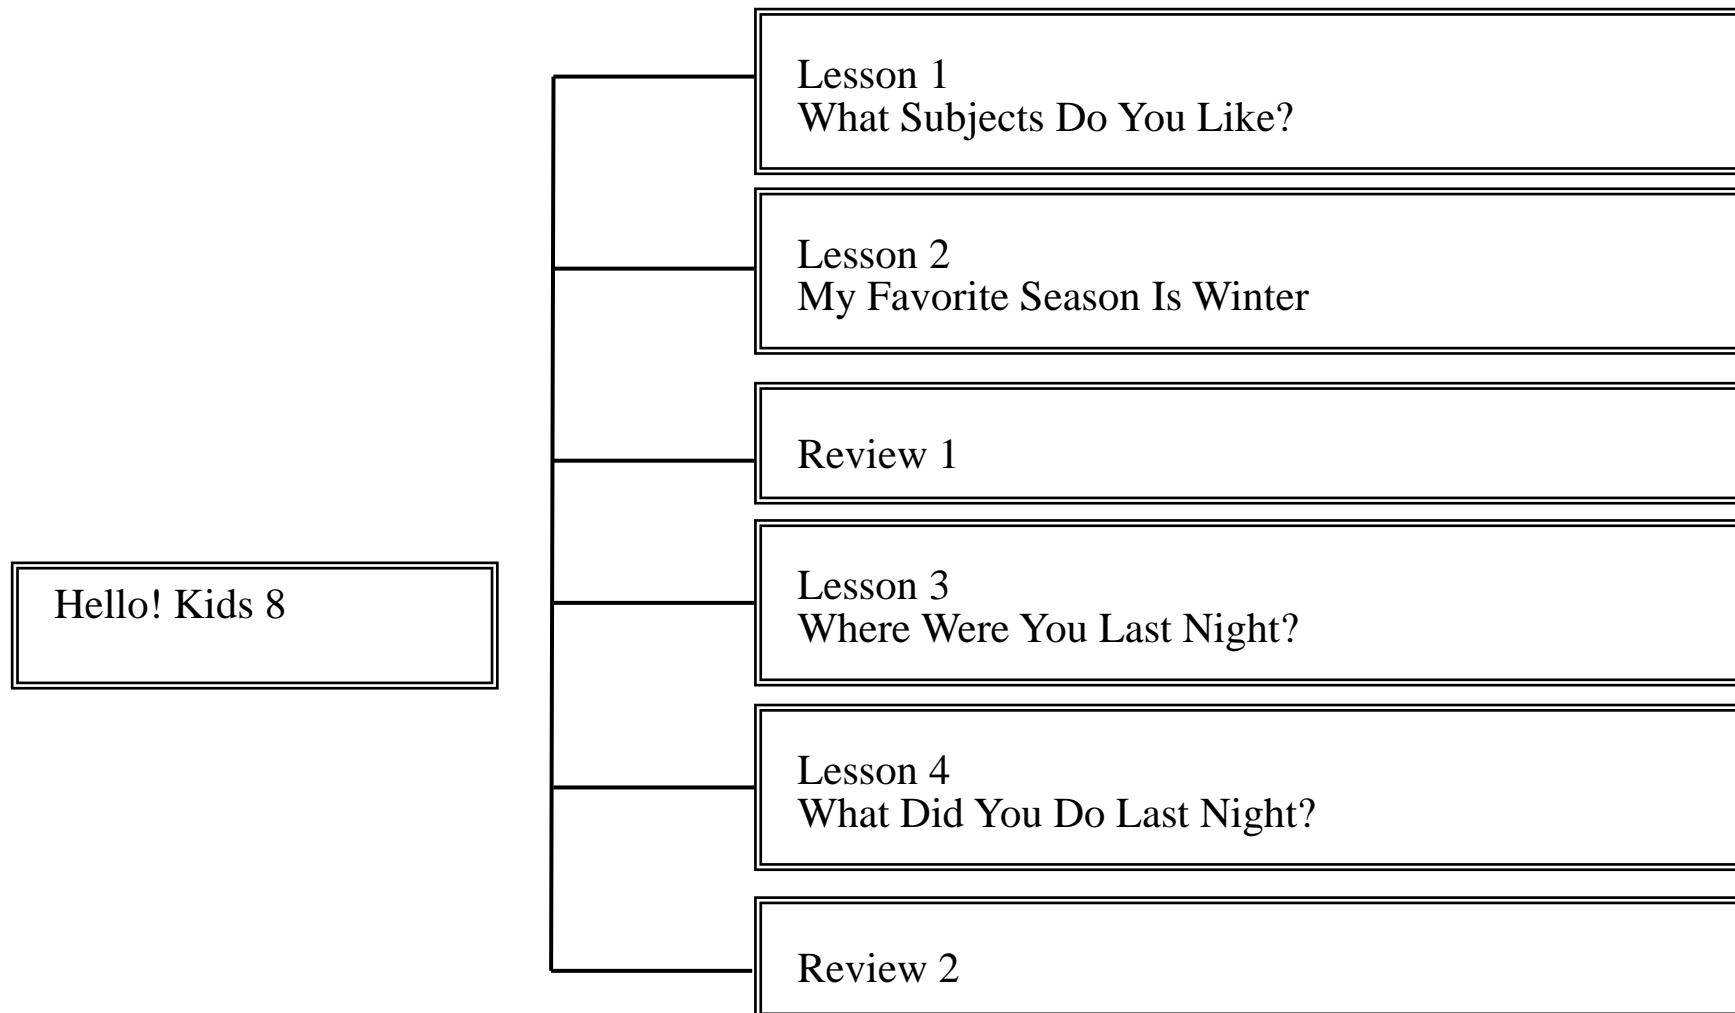 Hello! Kids 8
Lesson 1
What Subjects Do You Like?
Lesson 2
My Favorite Season Is Winter
Review 1
Lesson 3
Where Were You Last Night?
Lesson 4
What Did You Do Last Night?
Review 2